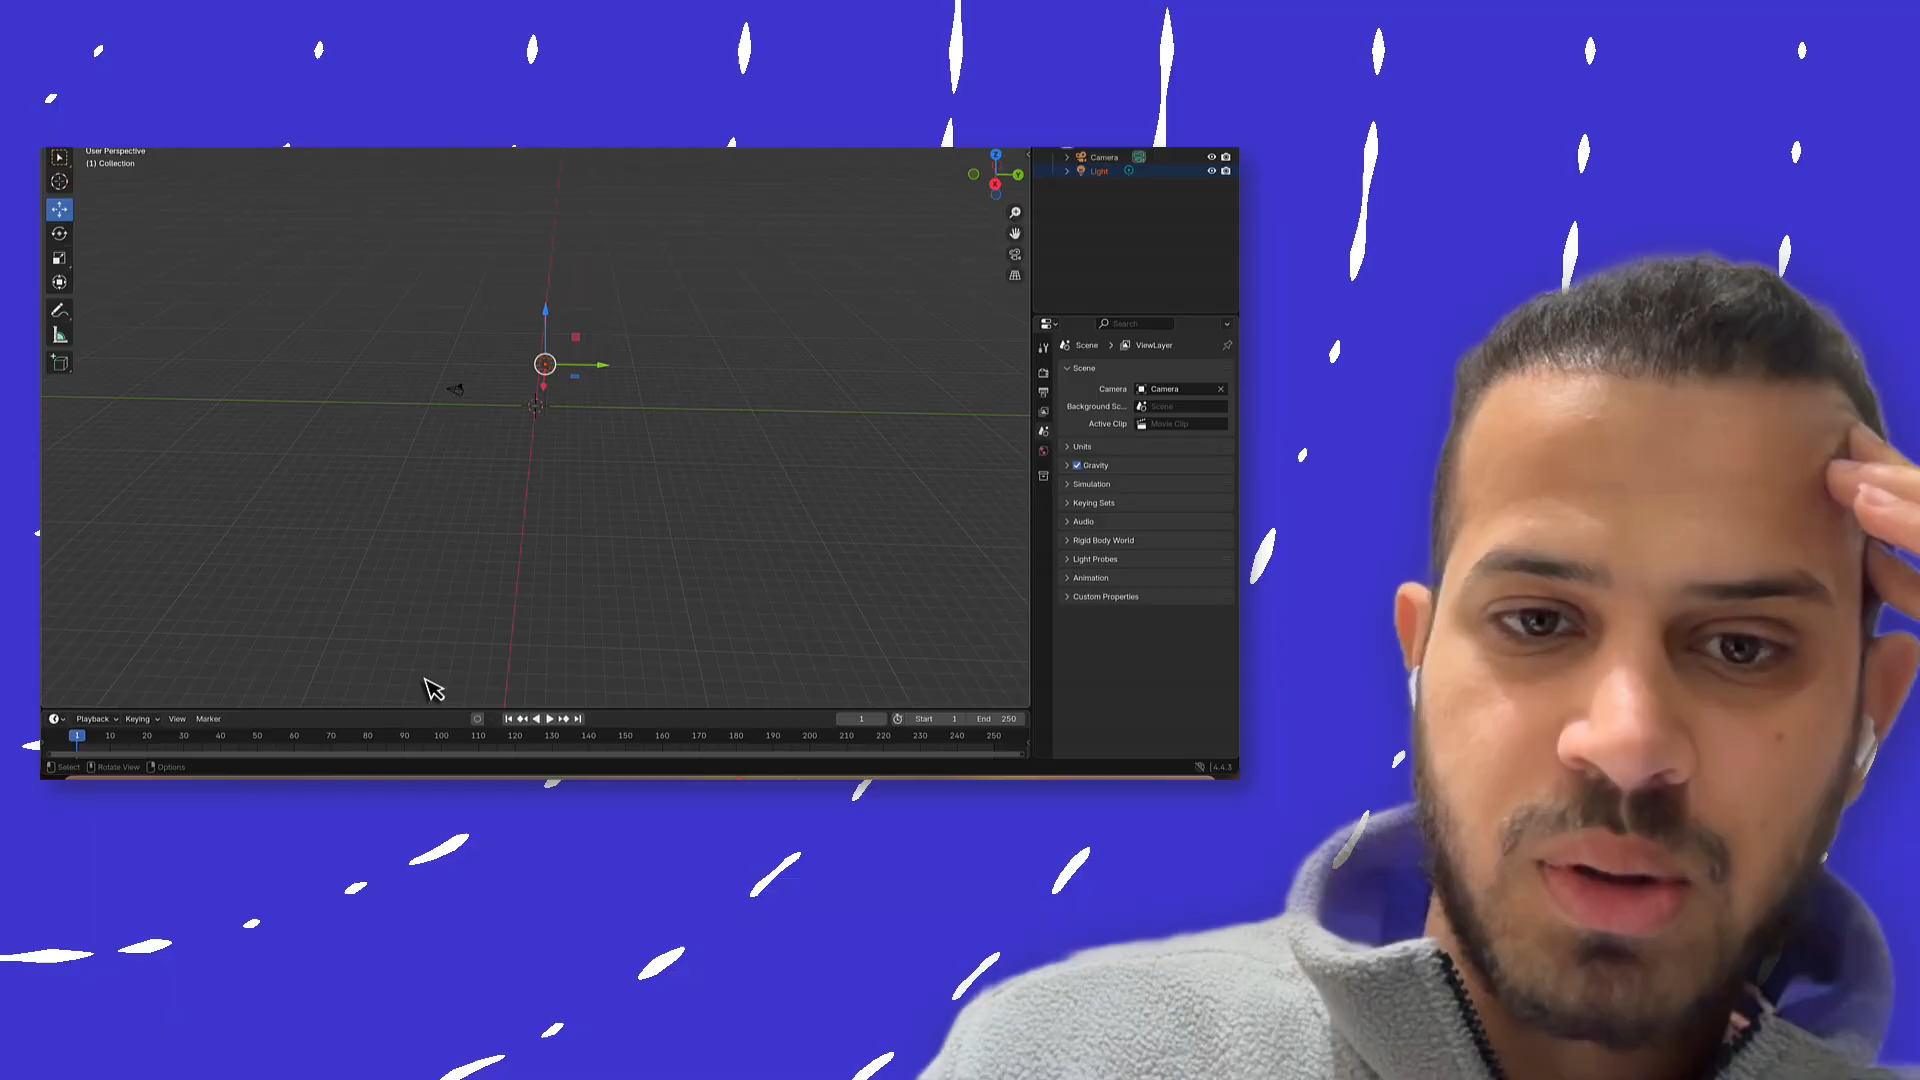 User Perspective
(1) Collection
Camera
Light
Search
Scene
ViewLayer
Scene
Camera
Camera
Background Sc...
Scene
Active Clip
Movie Clip
Units
Gravity
Simulation
Keying Sets
Audio
Rigid Body World
Light Probes
Animation
Custom Properties
Z
Y
X
Playback Keying View Marker
1 Start 1 End 250
1 10 20 30 40 50 60 70 80 90 100 110 120 130 140 150 160 170 180 190 200 210 220 230 240 250
Select Rotate View Options
4.4.3